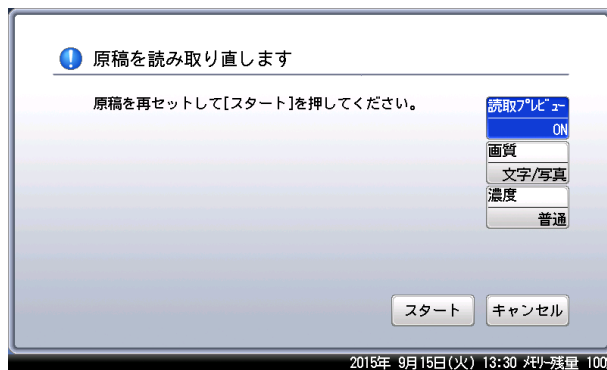 原稿を読み取り直します
原稿を再セットして[スタート]を押してください。
読取プレビュー
ON
画質
文字/写真
濃度
普通
スタート
キャンセル
2015年 9月15日(火) 13:30 メモリー残量 100